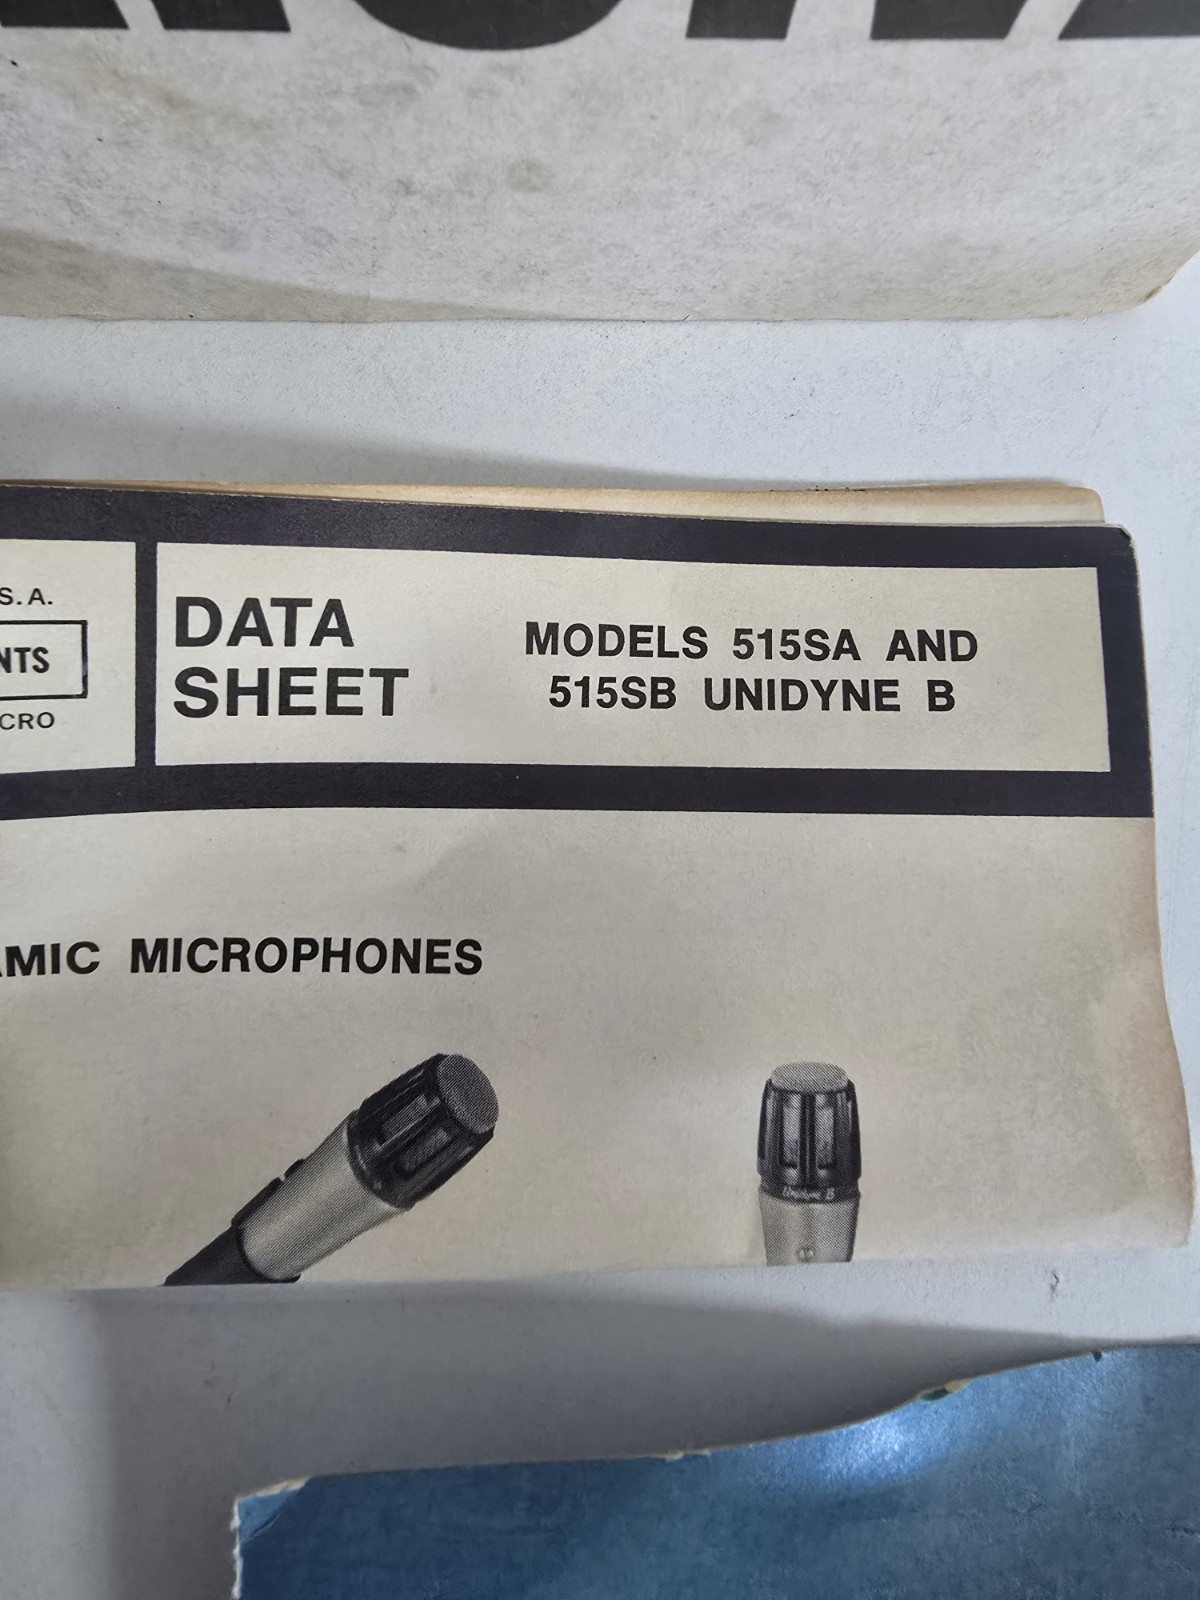 S. A.
NTS
CRO
DATA
SHEET
MODELS 515SA AND
515SB UNIDYNE B
AMIC MICROPHONES
Unidyne B